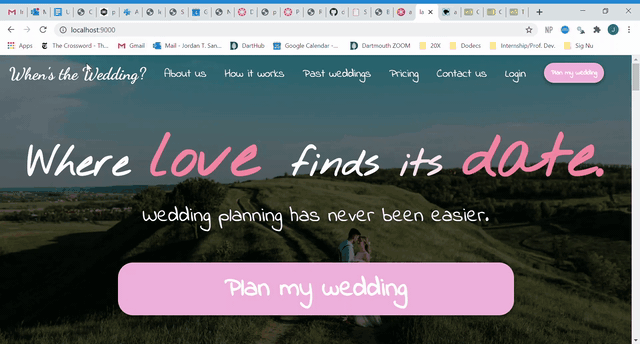 localhost:9000
Apps The Crossword - Th... Gmail Mail - Jordan T. San... DartHub Google Calendar -... Dartmouth ZOOM 20X Dodecs Internship/Prof. Dev. Sig Nu
When's the Wedding? About us How it works Past weddings Pricing Contact us Login Plan my wedding
Where love finds its date.
wedding planning has never been easier.
Plan my wedding